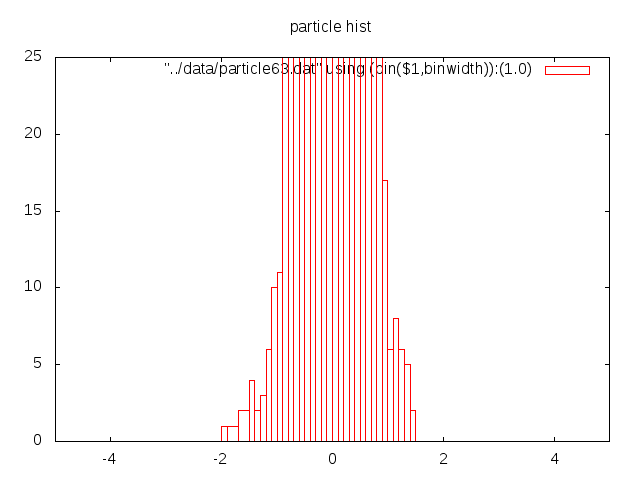 particle hist
"../data/particle63.dat" using (bin($1,binwidth)):(1.0)
25
20
15
10
5
0
-4 -2 0 2 4